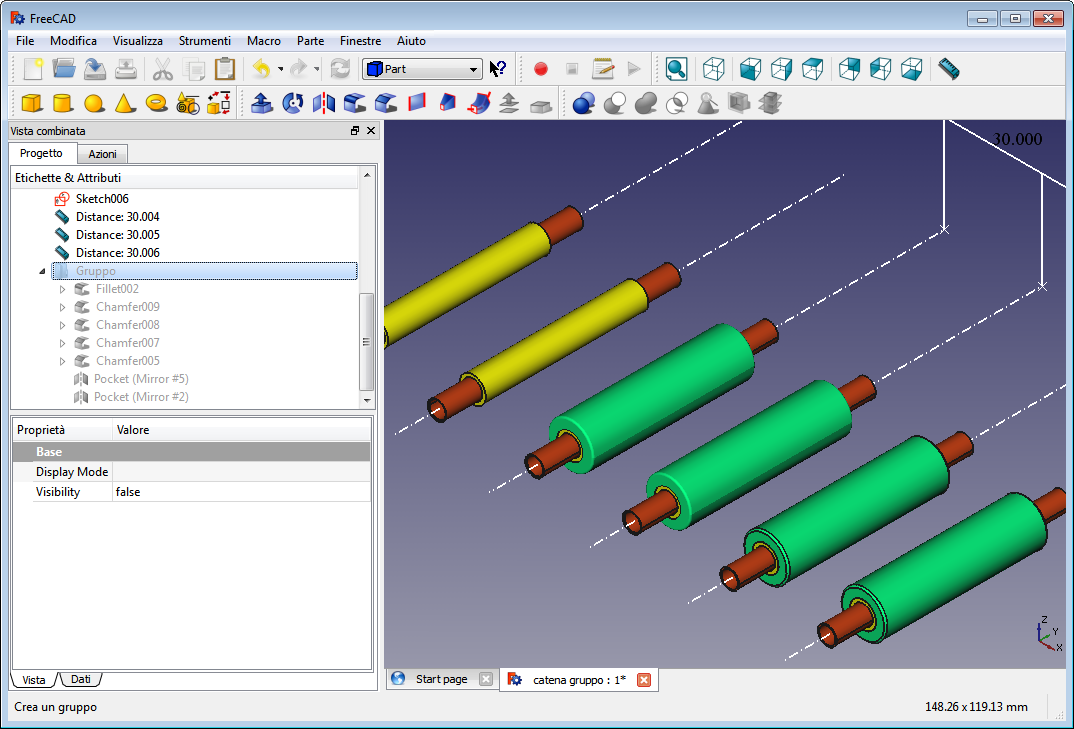 FreeCAD
File Modifica Visualizza Strumenti Macro Parte Finestre Aiuto
Part
Vista combinata
Progetto Azioni
Etichette & Attributi
Sketch006
Distance: 30.004
Distance: 30.005
Distance: 30.006
Gruppo
Fillet002
Chamfer009
Chamfer008
Chamfer007
Chamfer005
Pocket (Mirror #5)
Pocket (Mirror #2)
Proprietà Valore
Base
Display Mode
Visibility false
Vista Dati
30.000
Z
Y
X
Start page catena gruppo : 1*
Crea un gruppo 148.26 x 119.13 mm